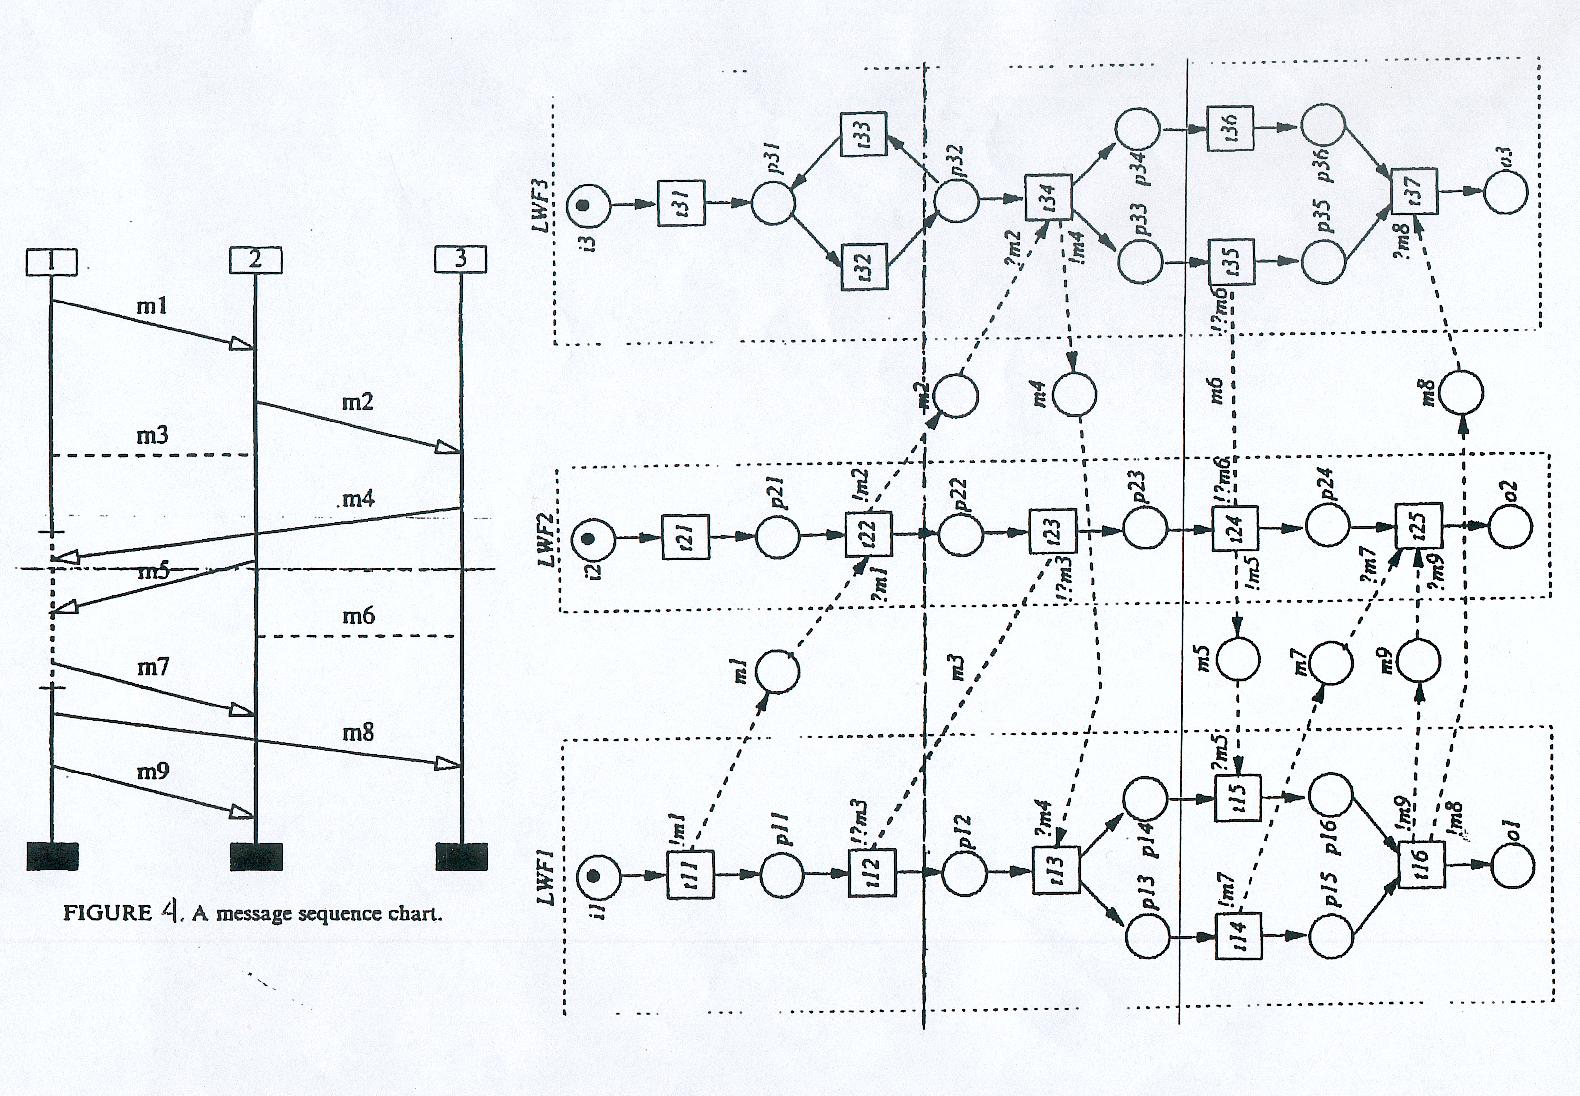 1
2
3
m1
m2
m3
m4
m5
m6
m7
m8
m9
FIGURE 4. A message sequence chart.
LWF3
i3
t31
p31
t33
t32
p32
?m2
t34
!m4
p34
p33
t36
t35
!?m6
p36
p35
?m8
t37
o3
m2
m4
m6
m8
LWF2
i2
t21
p21
!m2
t22
?m1
p22
t23
!?m3
p23
!?m6
t24
!m5
p24
?m7
t25
?m9
o2
m1
m3
m5
m7
m9
LWF1
i1
!m1
t11
p11
!?m3
t12
p12
?m4
t13
p14
p13
?m5
t15
!m7
t14
p16
p15
!m9
t16
!m8
o1